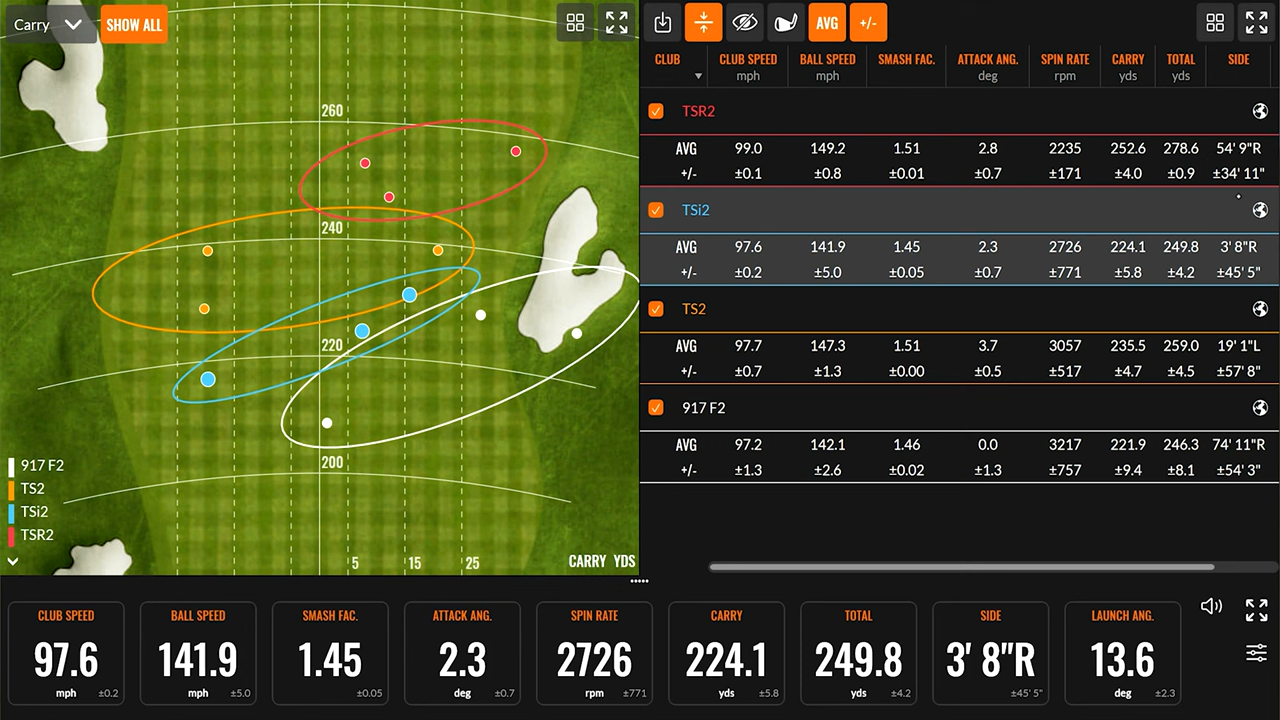 Carry SHOW ALL
260
240
220
200
917 F2
TS2
TSi2
TSR2
CARRY YDS
5 15 25
AVG +/-
CLUB CLUB SPEED BALL SPEED SMASH FAC. ATTACK ANG. SPIN RATE CARRY TOTAL SIDE
mph mph deg rpm yds yds
TSR2
AVG 99.0 149.2 1.51 2.8 2235 252.6 278.6 54' 9"R
+/- ±0.1 ±0.8 ±0.01 ±0.7 ±171 ±4.0 ±0.9 ±34' 11"
TSi2
AVG 97.6 141.9 1.45 2.3 2726 224.1 249.8 3' 8"R
+/- ±0.2 ±5.0 ±0.05 ±0.7 ±771 ±5.8 ±4.2 ±45' 5"
TS2
AVG 97.7 147.3 1.51 3.7 3057 235.5 259.0 19' 1"L
+/- ±0.7 ±1.3 ±0.00 ±0.5 ±517 ±4.7 ±4.5 ±57' 8"
917 F2
AVG 97.2 142.1 1.46 0.0 3217 221.9 246.3 74' 11"R
+/- ±1.3 ±2.6 ±0.02 ±1.3 ±757 ±9.4 ±8.1 ±54' 3"
CLUB SPEED BALL SPEED SMASH FAC. ATTACK ANG. SPIN RATE CARRY TOTAL SIDE LAUNCH ANG.
97.6 141.9 1.45 2.3 2726 224.1 249.8 3' 8"R 13.6
mph ±0.2 mph ±5.0 ±0.05 deg ±0.7 rpm ±771 yds ±5.8 yds ±4.2 ±45' 5" deg ±2.3